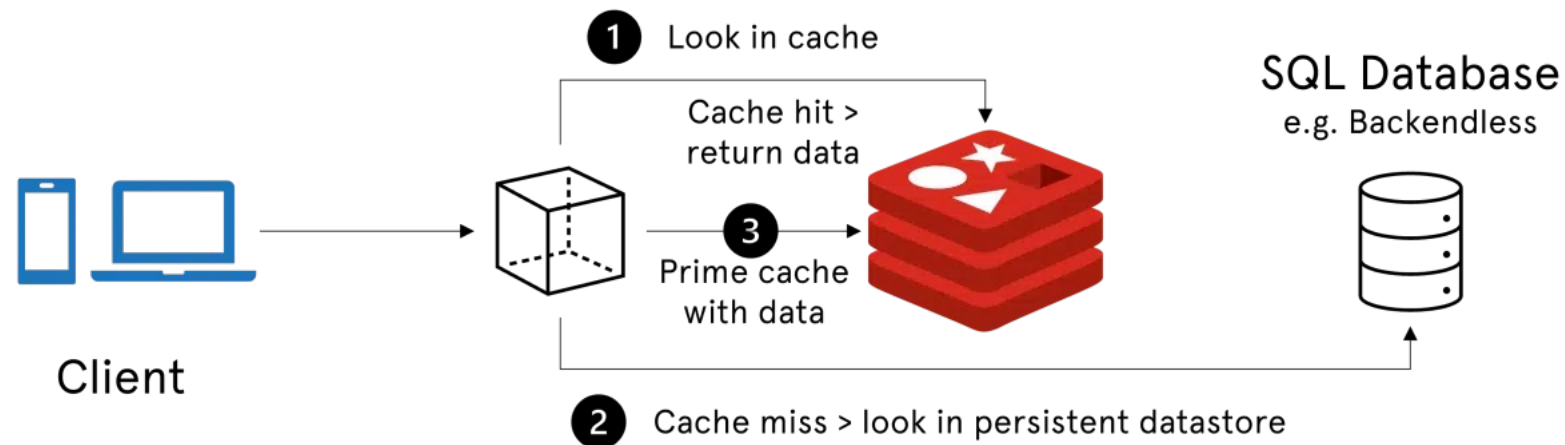 1 Look in cache
Cache hit >
return data
SQL Database
e.g. Backendless
3
Prime cache
with data
Client
2 Cache miss > look in persistent datastore